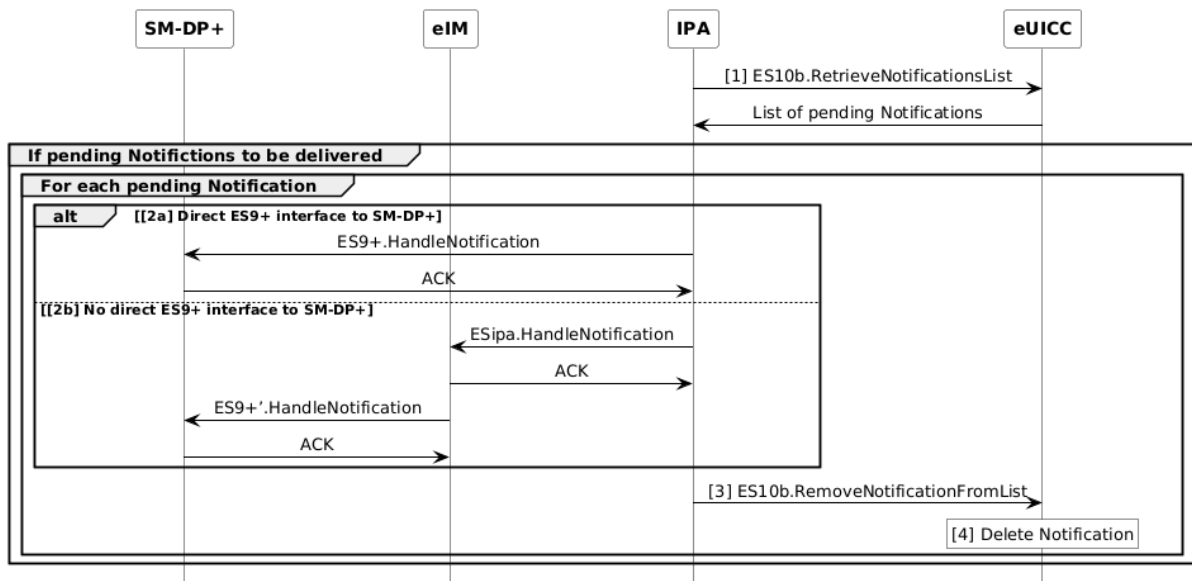 SM-DP+ eIM IPA eUICC
[1] ES10b.RetrieveNotificationsList
List of pending Notifications
If pending Notifictions to be delivered
For each pending Notification
alt [[2a] Direct ES9+ interface to SM-DP+]
ES9+.HandleNotification
ACK
[[2b] No direct ES9+ interface to SM-DP+]
ESipa.HandleNotification
ACK
ES9+’.HandleNotification
ACK
[3] ES10b.RemoveNotificationFromList
[4] Delete Notification